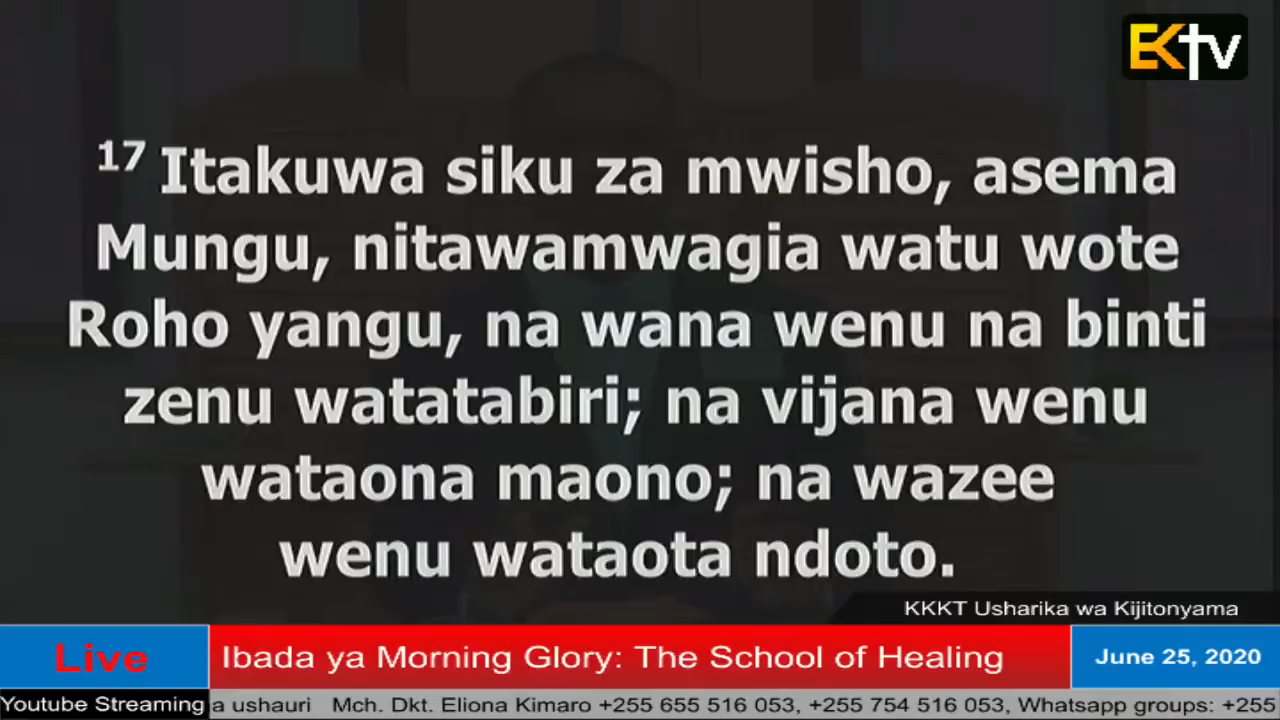 EKtv
17 Itakuwa siku za mwisho, asema
Mungu, nitawamwagia watu wote
Roho yangu, na wana wenu na binti
zenu watatabiri; na vijana wenu
wataona maono; na wazee
wenu wataota ndoto.
KKKT Usharika wa Kijitonyama
Live
Ibada ya Morning Glory: The School of Healing
June 25, 2020
Youtube Streaming
a ushauri Mch. Dkt. Eliona Kimaro +255 655 516 053, +255 754 516 053, Whatsapp groups: +255